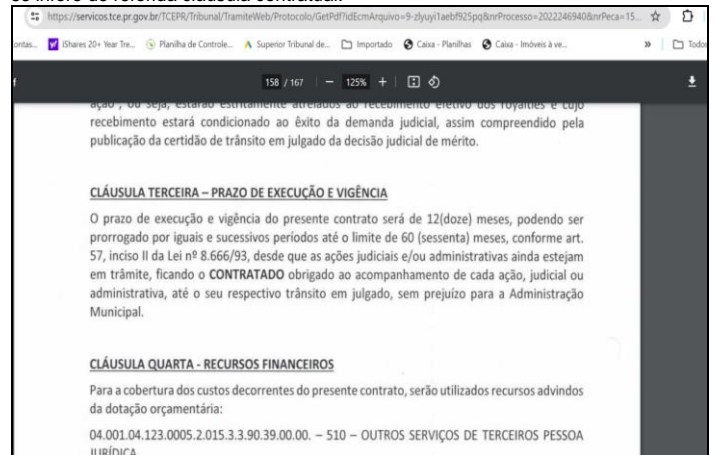 se infere do referida cláusula contratual:
https://servicos.tce.pr.gov.br/TCEPR/Tribunal/TramiteWeb/Protocolo/GetPdf?idEcmArquivo=9-zlyuyi1aebf925pq&nrProcesso=2022246940&nrPeca=15...
ontas... iShares 20+ Year Tre... Planilha de Controle... Superior Tribunal de... Importado Caixa - Planilhas Caixa - Imóveis à ve... » Todo
f 158 / 167 | − 125% +
ação", ou seja, estarão estritamente atrelados ao recebimento efetivo dos royalties e cujo
recebimento estará condicionado ao êxito da demanda judicial, assim compreendido pela
publicação da certidão de trânsito em julgado da decisão judicial de mérito.
CLÁUSULA TERCEIRA – PRAZO DE EXECUÇÃO E VIGÊNCIA
O prazo de execução e vigência do presente contrato será de 12(doze) meses, podendo ser
prorrogado por iguais e sucessivos períodos até o limite de 60 (sessenta) meses, conforme art.
57, inciso II da Lei nº 8.666/93, desde que as ações judiciais e/ou administrativas ainda estejam
em trâmite, ficando o CONTRATADO obrigado ao acompanhamento de cada ação, judicial ou
administrativa, até o seu respectivo trânsito em julgado, sem prejuízo para a Administração
Municipal.
CLÁUSULA QUARTA - RECURSOS FINANCEIROS
Para a cobertura dos custos decorrentes do presente contrato, serão utilizados recursos advindos
da dotação orçamentária:
04.001.04.123.0005.2.015.3.3.90.39.00.00. – 510 – OUTROS SERVIÇOS DE TERCEIROS PESSOA
JURÍDICA